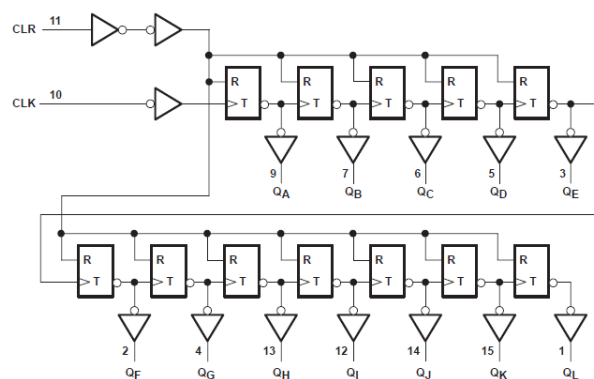 CLR 11
R R R R R
CLK 10
T T T T T
9 7 6 5 3
QA QB QC QD QE
R R R R R R R
T T T T T T T
2 4 13 12 14 15 1
QF QG QH QI QJ QK QL